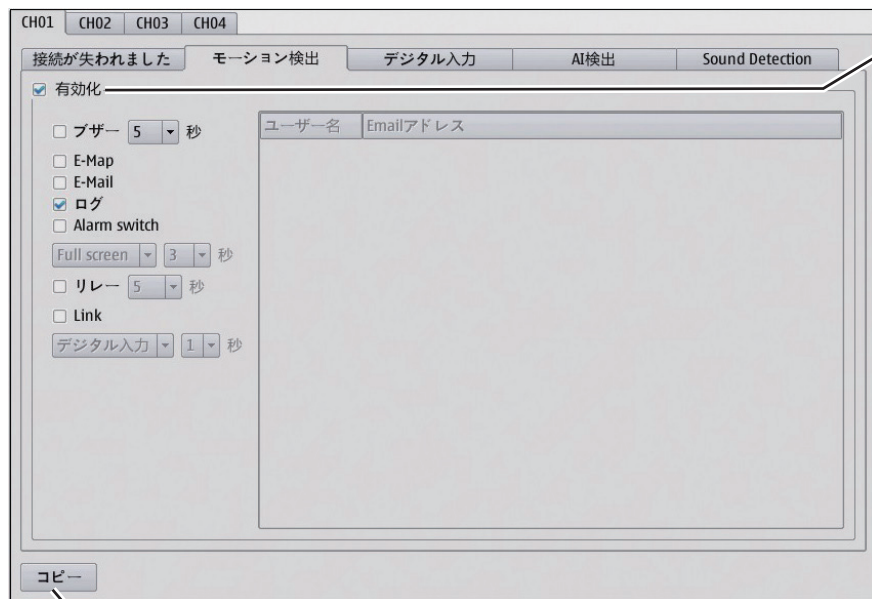 CH01 CH02 CH03 CH04
接続が失われました モーション検出 デジタル入力 AI検出 Sound Detection
有効化
ブザー 5 秒
ユーザー名 Emailアドレス
E-Map
E-Mail
ログ
Alarm switch
Full screen 3 秒
リレー 5 秒
Link
デジタル入力 1 秒
コピー